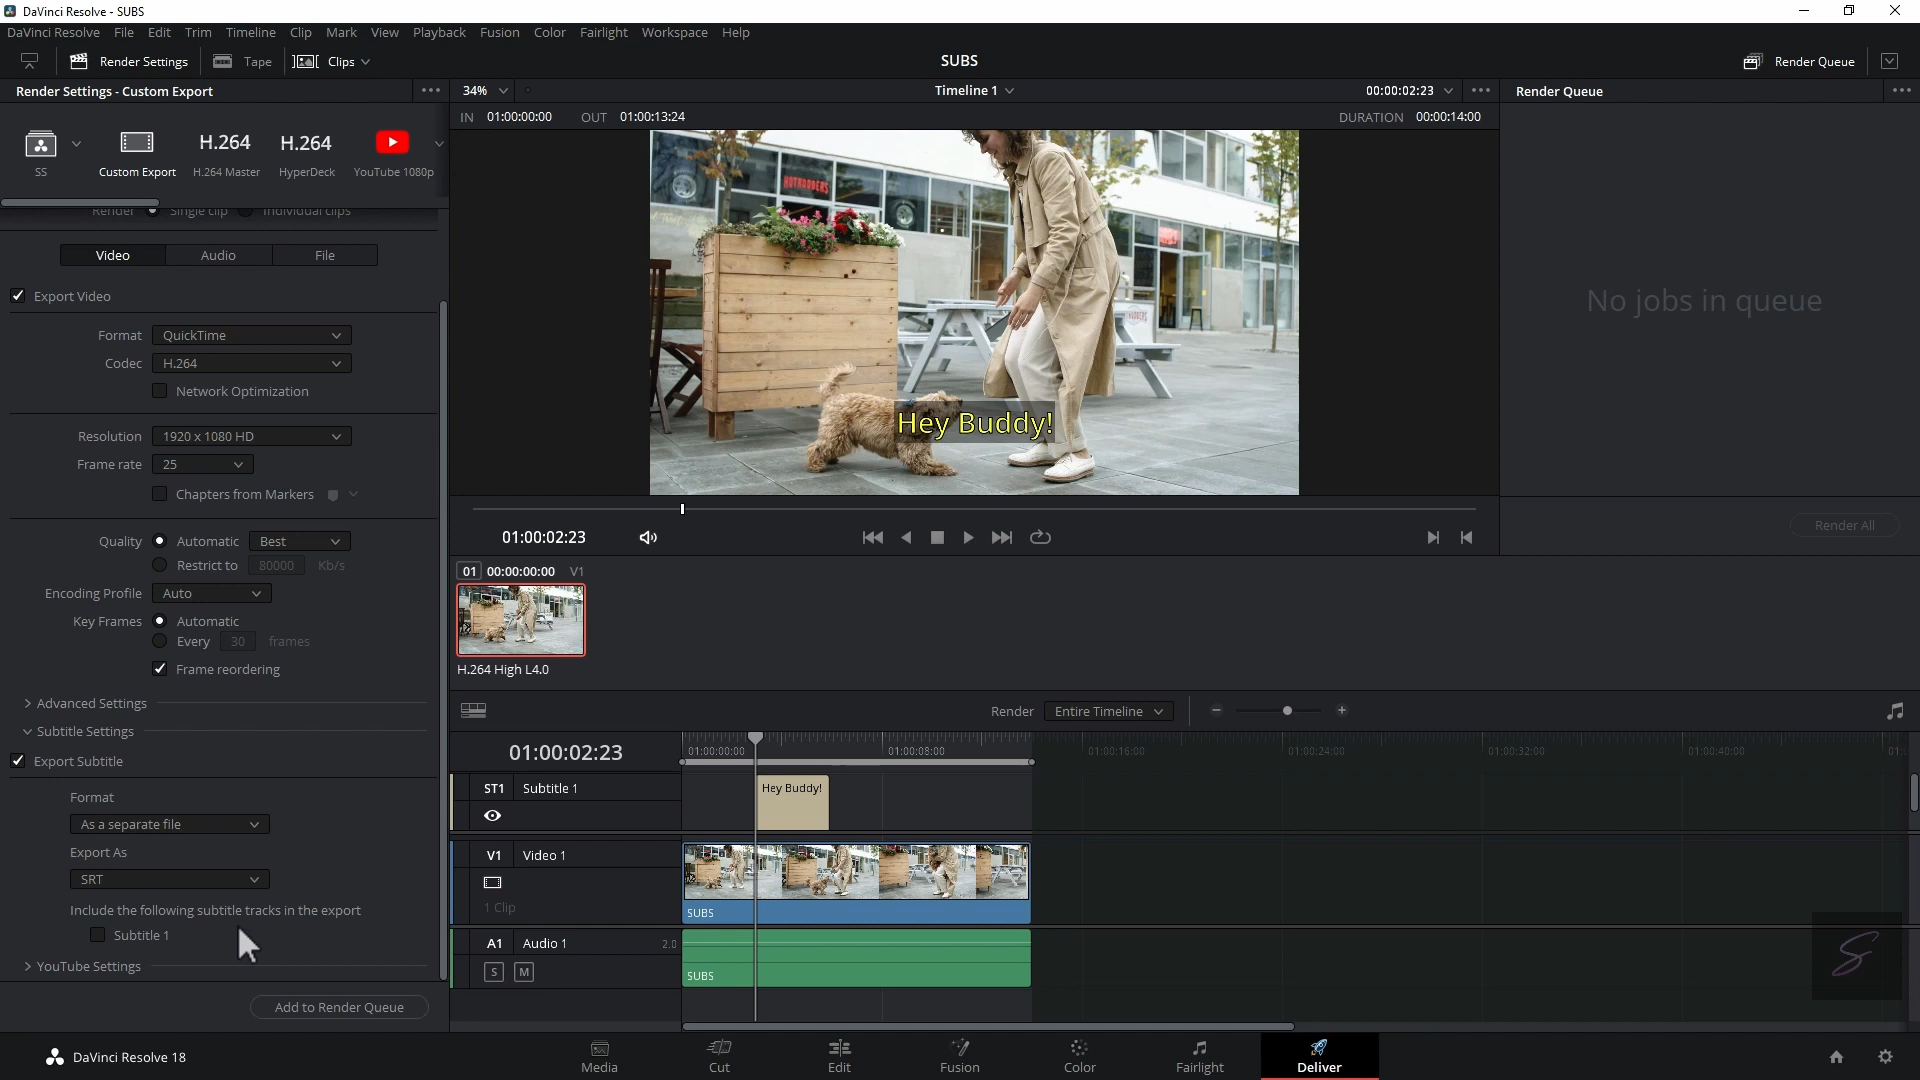 DaVinci Resolve - SUBS
DaVinci Resolve File Edit Trim Timeline Clip Mark View Playback Fusion Color Fairlight Workspace Help
Render Settings Tape Clips SUBS Render Queue
Render Settings - Custom Export 34% Timeline 1 00:00:02:23 Render Queue
IN 01:00:00:00 OUT 01:00:13:24 DURATION 00:00:14:00
H.264 H.264
SS Custom Export H.264 Master HyperDeck YouTube 1080p
Render Single clip Individual clips
HOTRODDERS
Video Audio File
Export Video
No jobs in queue
Format QuickTime
Codec H.264
Network Optimization
Hey Buddy!
Resolution 1920 x 1080 HD
Frame rate 25
Chapters from Markers
Render All
01:00:02:23
Quality Automatic Best
Restrict to 80000 Kb/s
01 00:00:00:00 V1
Encoding Profile Auto
Key Frames Automatic
Every 30 frames
Frame reordering
H.264 High L4.0
Advanced Settings
Render Entire Timeline
Subtitle Settings
01:00:02:23 01:00:00:00 01:00:08:00 01:00:16:00 01:00:24:00 01:00:32:00 01:00:40:00 01:
Export Subtitle
ST1 Subtitle 1 Hey Buddy!
Format
As a separate file
Export As
V1 Video 1
SRT
1 Clip
SUBS
Include the following subtitle tracks in the export
Subtitle 1
A1 Audio 1 2.0
YouTube Settings
S M SUBS
Add to Render Queue
DaVinci Resolve 18
Media Cut Edit Fusion Color Fairlight Deliver